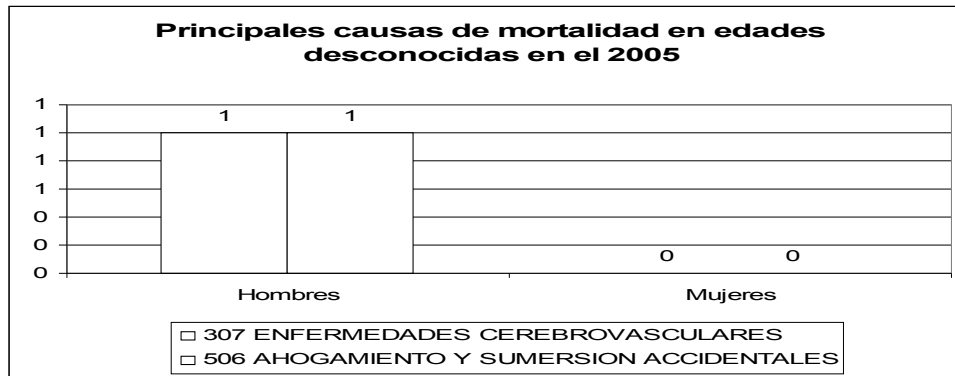 Principales causas de mortalidad en edades
desconocidas en el 2005
1
1
1
1
0
0
0
1 1
0 0
Hombres Mujeres
307 ENFERMEDADES CEREBROVASCULARES
506 AHOGAMIENTO Y SUMERSION ACCIDENTALES